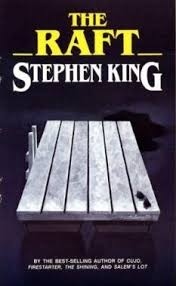 THE
RAFT
STEPHEN KING
BY THE BEST-SELLING AUTHOR OF CUJO,
FIRESTARTER, THE SHINING, AND SALEM'S LOT